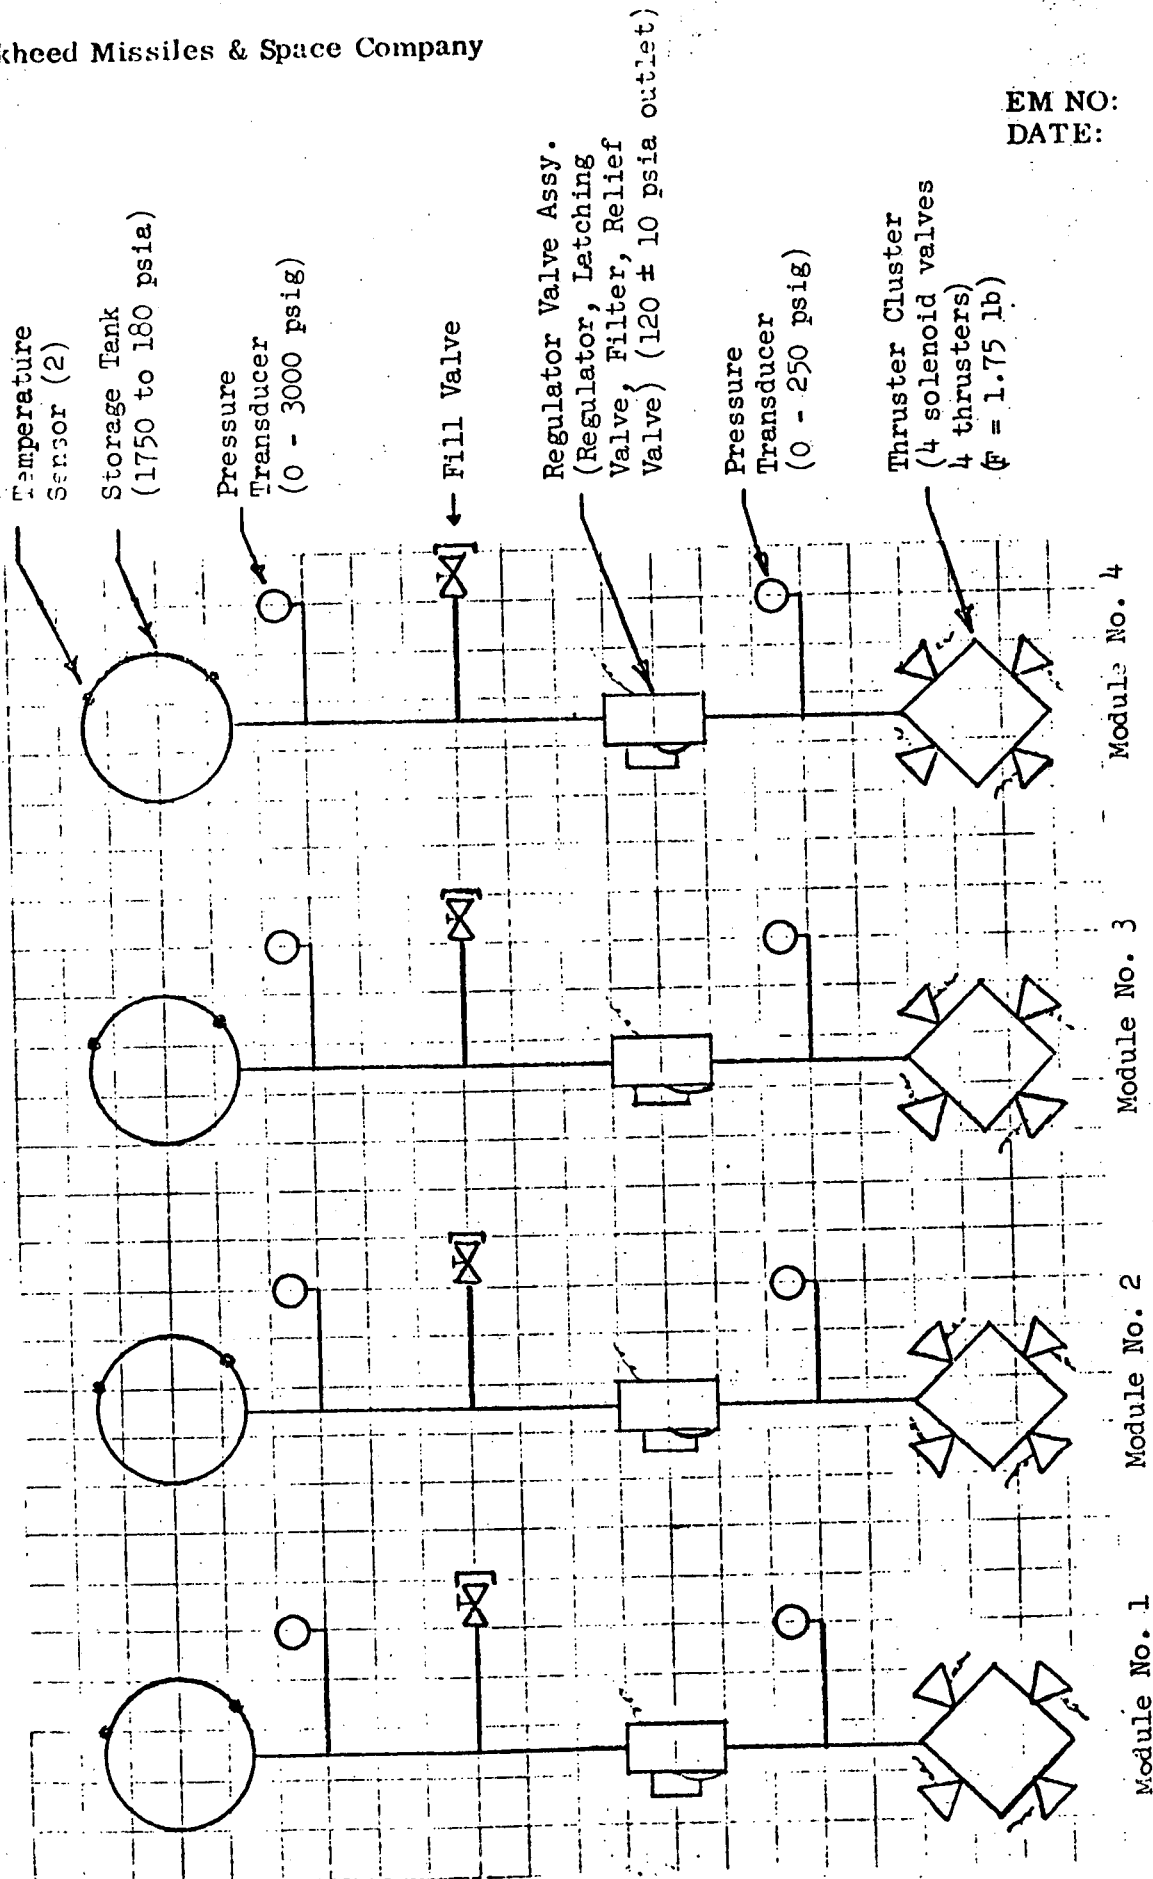 kheed Missiles & Space Company
EM NO:
DATE:
Temperature
Sensor (2)
Storage Tank
(1750 to 180 psia)
Pressure
Transducer
(0 - 3000 psig)
Fill Valve
Regulator Valve Assy.
(Regulator, Latching
Valve, Filter, Relief
Valve) (120 ± 10 psia outlet)
Pressure
Transducer
(0 - 250 psig)
Thruster Cluster
(4 solenoid valves
4 thrusters)
(F = 1.75 lb)
Module No. 1
Module No. 2
Module No. 3
Module No. 4